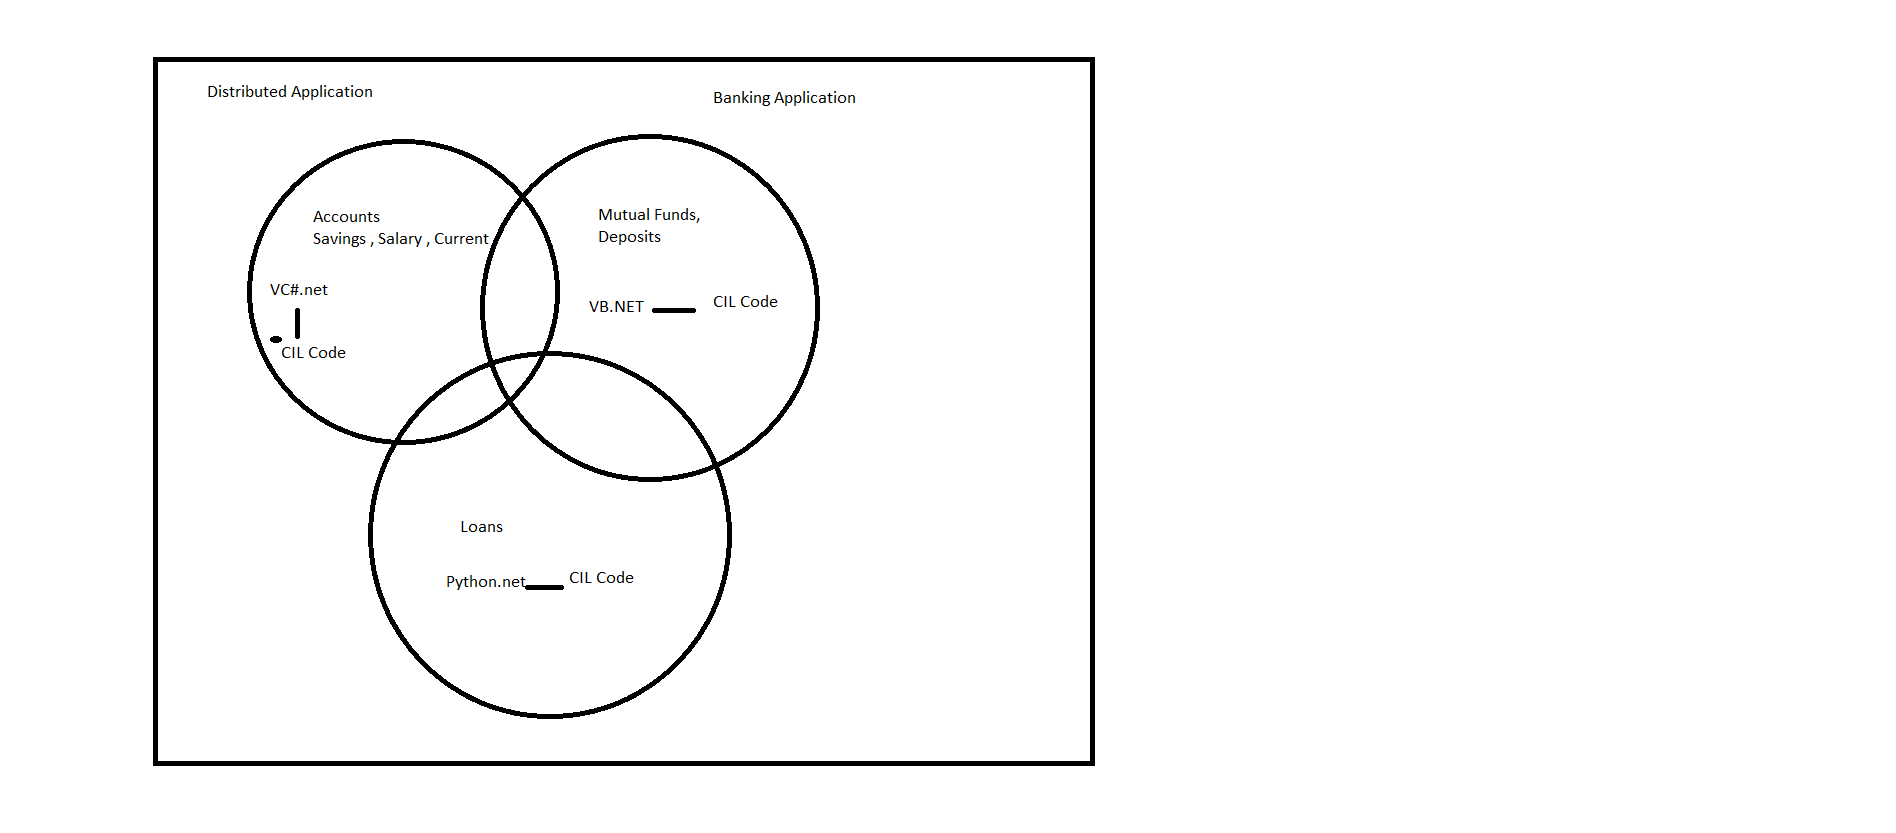 Distributed Application
Banking Application
Accounts
Savings , Salary , Current
VC#.net
CIL Code
Mutual Funds,
Deposits
VB.NET
CIL Code
Loans
Python.net
CIL Code